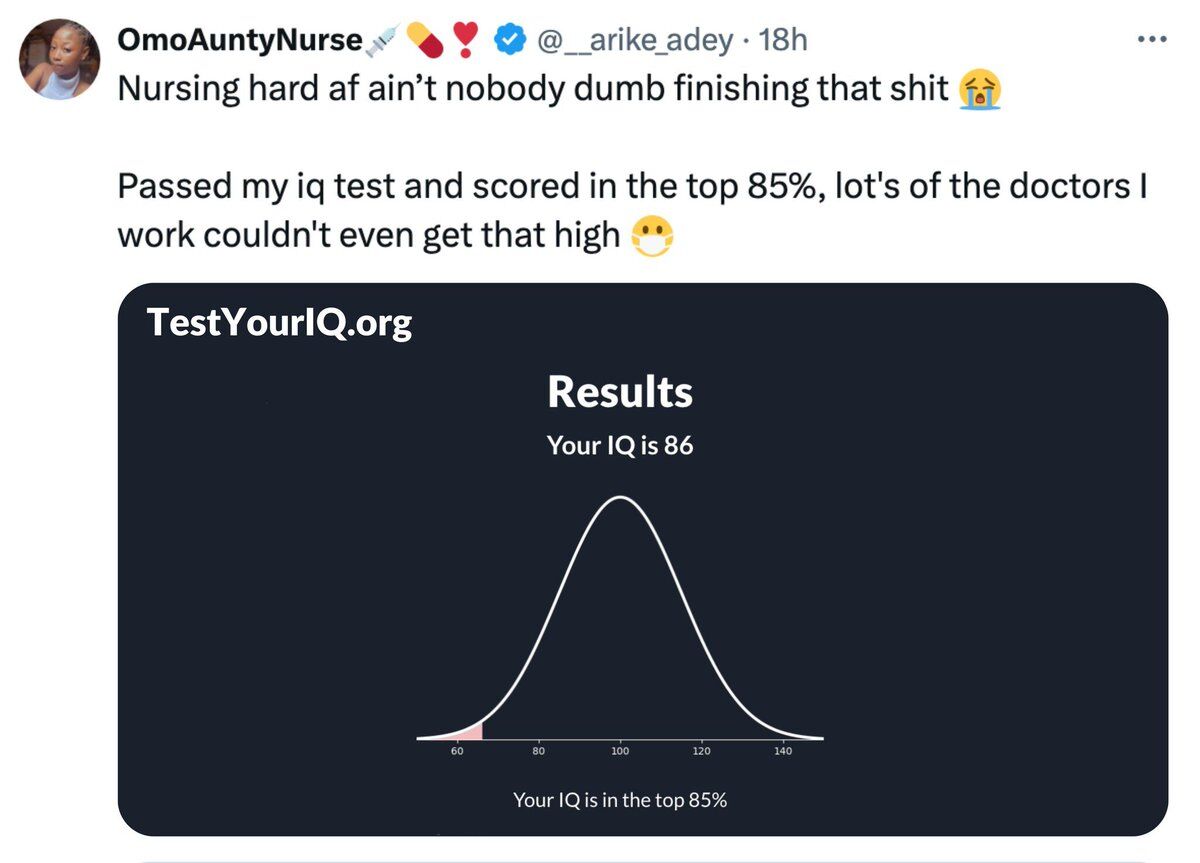 OmoAuntyNurse💉💊❣️ @__arike_adey · 18h
Nursing hard af ain’t nobody dumb finishing that shit 😭
Passed my iq test and scored in the top 85%, lot's of the doctors I
work couldn't even get that high 😷
TestYourIQ.org
Results
Your IQ is 86
60 80 100 120 140
Your IQ is in the top 85%